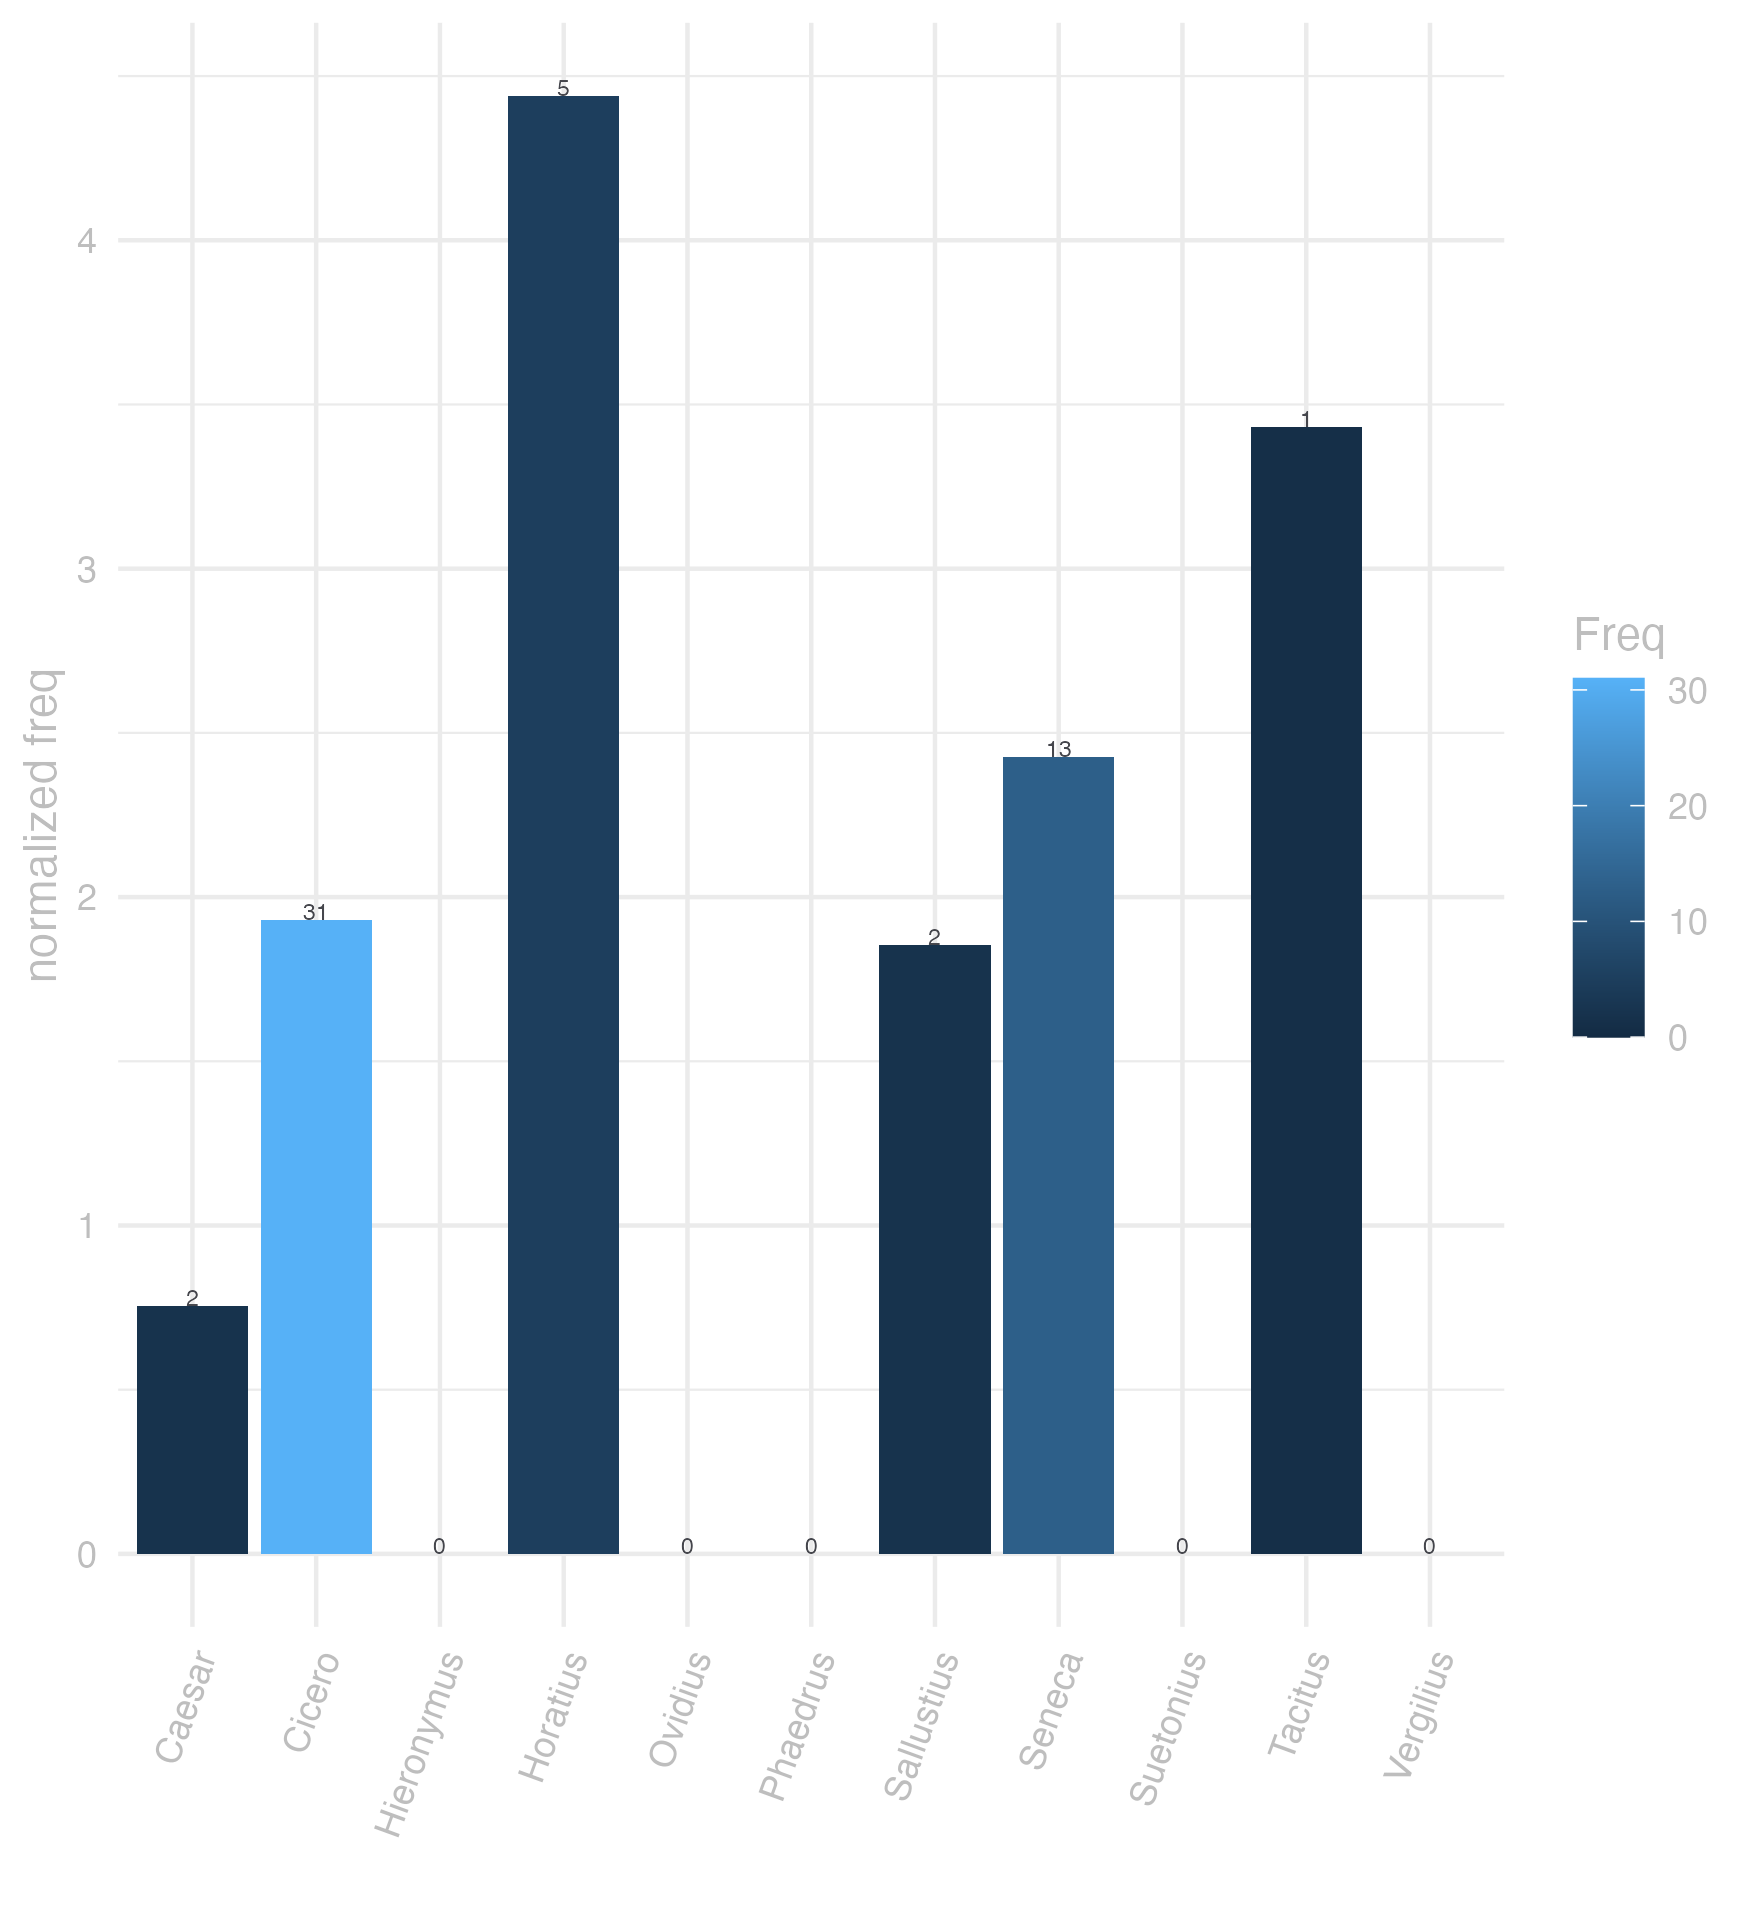 5
4
1
3
Freq
30
13
20
normalized freq
2
31
10
2
0
1
2
0
0
0
0
0
0
Caesar
Cicero
Hieronymus
Horatius
Ovidius
Phaedrus
Sallustius
Seneca
Suetonius
Tacitus
Vergilius